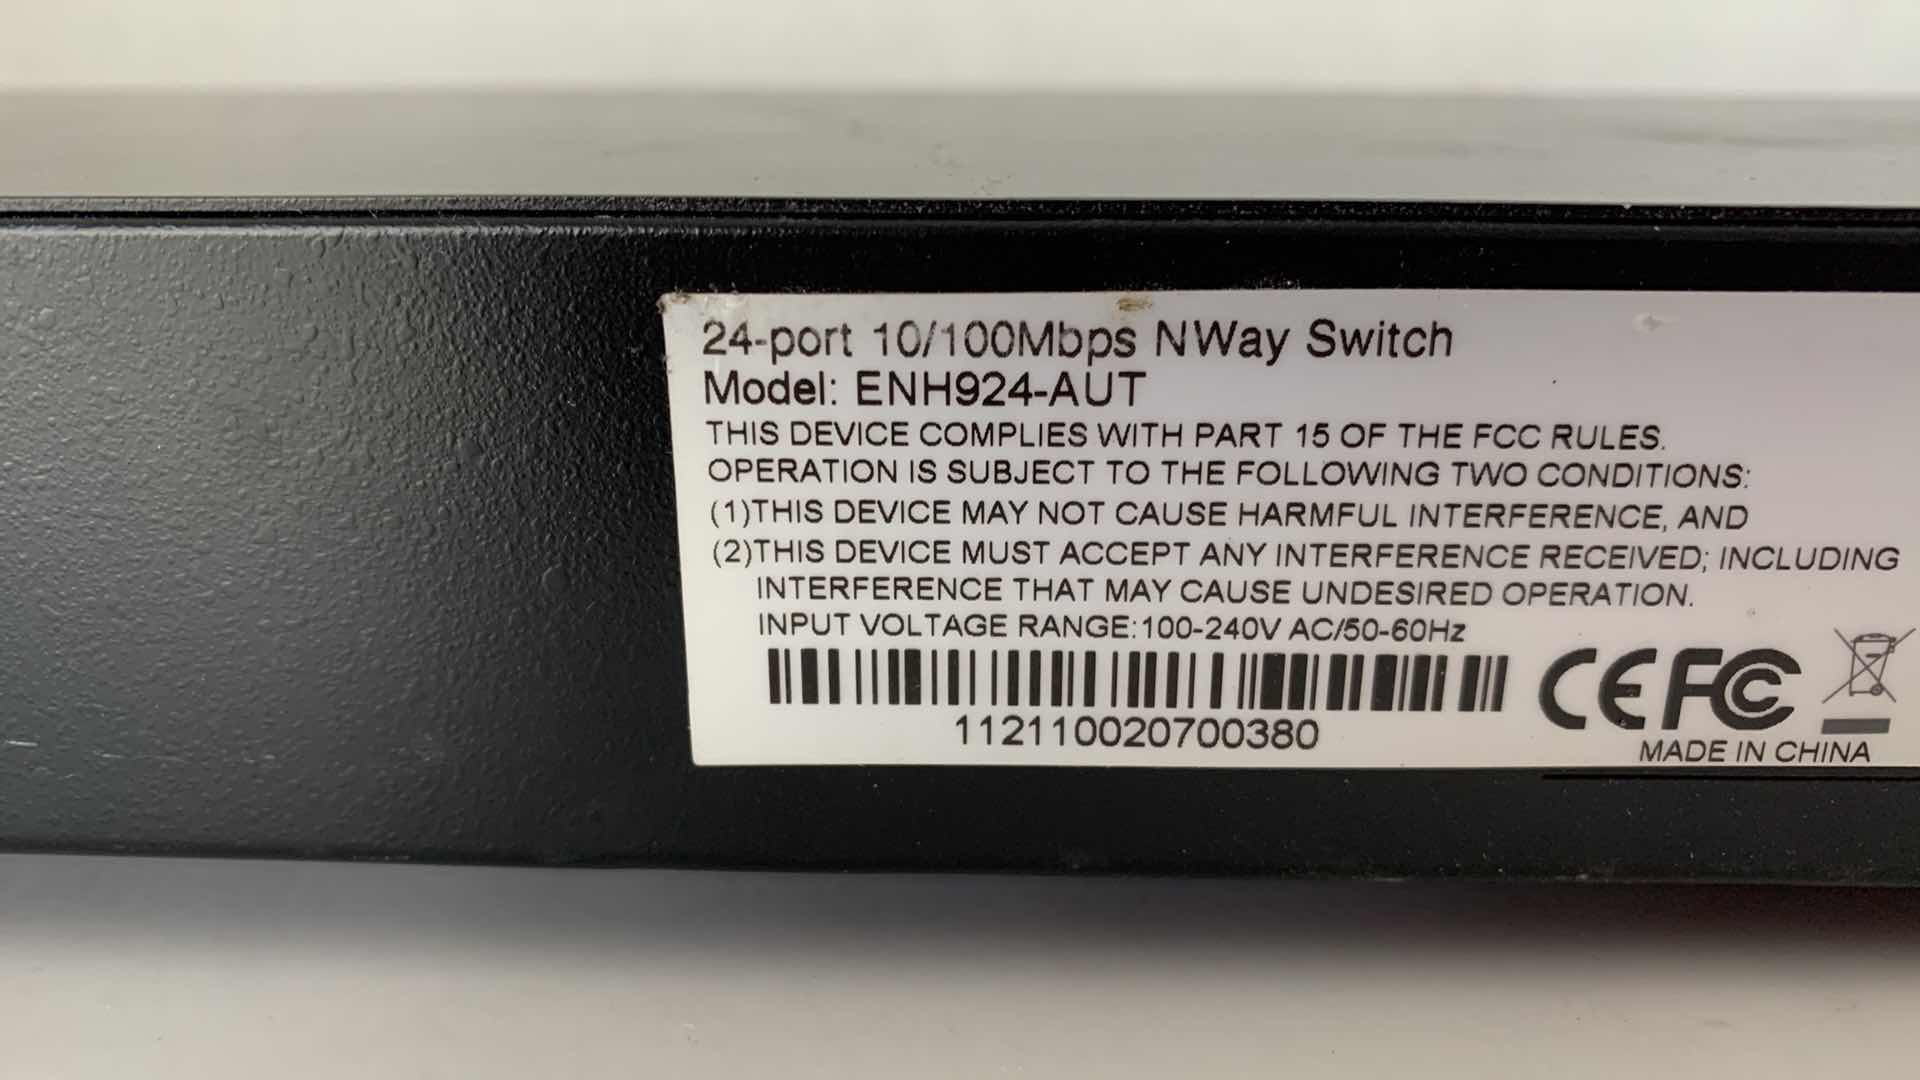 24-port 10/100Mbps NWay Switch
Model: ENH924-AUT
THIS DEVICE COMPLIES WITH PART 15 OF THE FCC RULES.
OPERATION IS SUBJECT TO THE FOLLOWING TWO CONDITIONS:
(1)THIS DEVICE MAY NOT CAUSE HARMFUL INTERFERENCE, AND
(2)THIS DEVICE MUST ACCEPT ANY INTERFERENCE RECEIVED; INCLUDING
INTERFERENCE THAT MAY CAUSE UNDESIRED OPERATION.
INPUT VOLTAGE RANGE:100-240V AC/50-60Hz
CE FC
112110020700380
MADE IN CHINA